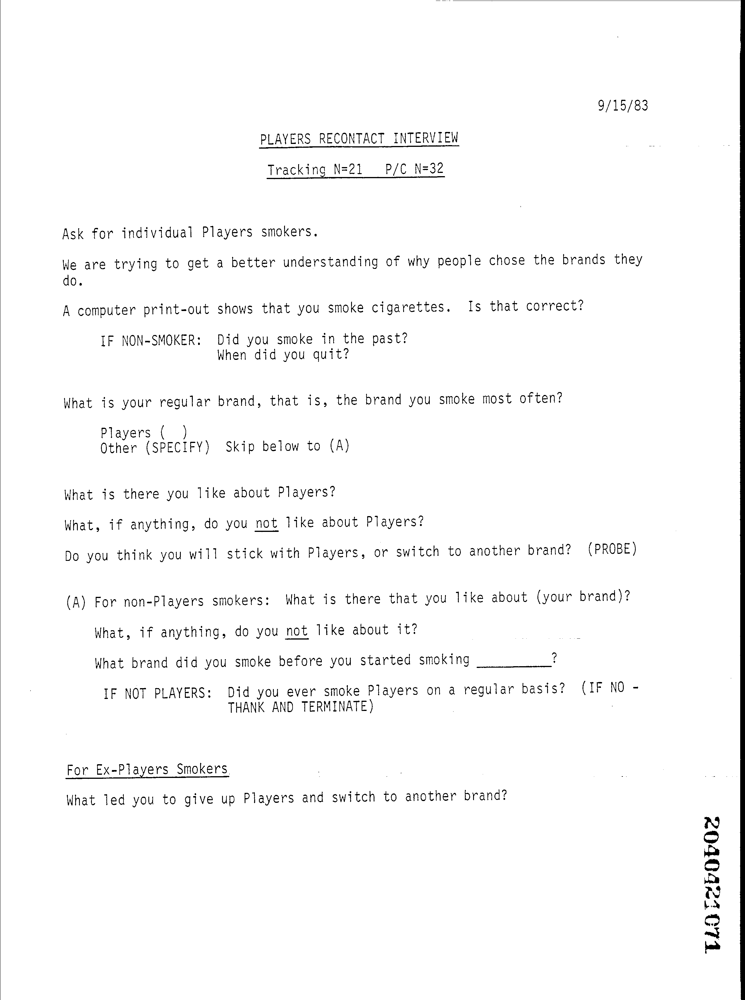 9/15/83
PLAYERS RECONTACT INTERVIEW
Tracking N=21 P/C N=32
Ask for individual Players smokers.
We are trying to get a better understanding of why people chose the brands they
do.
A computer print-out shows that you smoke cigarettes. Is that correct?
IF NON-SMOKER: Did you smoke in the past?
When did you quit?
What is your regular brand, that is, the brand you smoke most often?
Players ( )
Other (SPECIFY) Skip below to (A)
What is there you like about Players?
What, if anything, do you not like about Players?
Do you think you will stick with Players, or switch to another brand? (PROBE)
(A) For non-Players smokers: What is there that you like about (your brand)?
What, if anything, do you not like about it?
What brand did you smoke before you started smoking __________?
IF NOT PLAYERS: Did you ever smoke Players on a regular basis? (IF NO -
THANK AND TERMINATE)
For Ex-Players Smokers
What led you to give up Players and switch to another brand?
2040421071